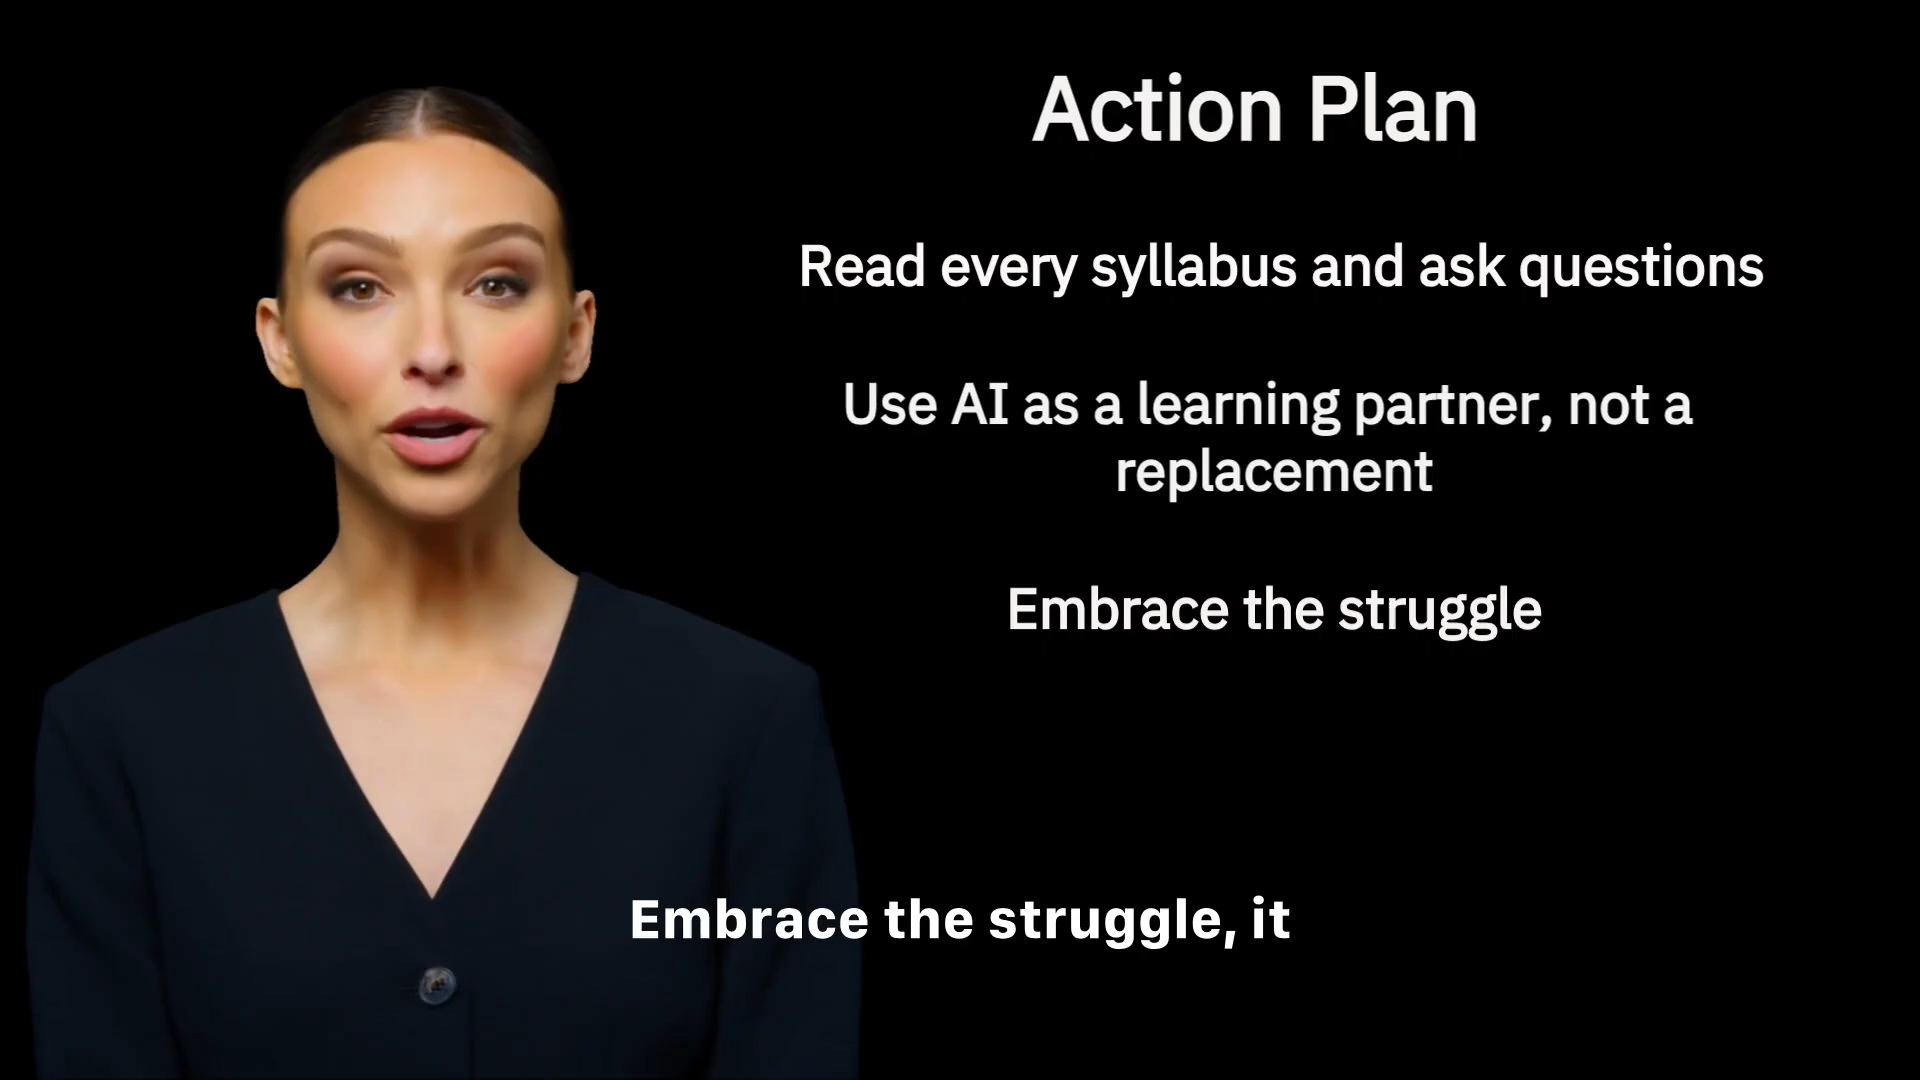 Action Plan
Read every syllabus and ask questions
Use AI as a learning partner, not a
replacement
Embrace the struggle
Embrace the struggle, it